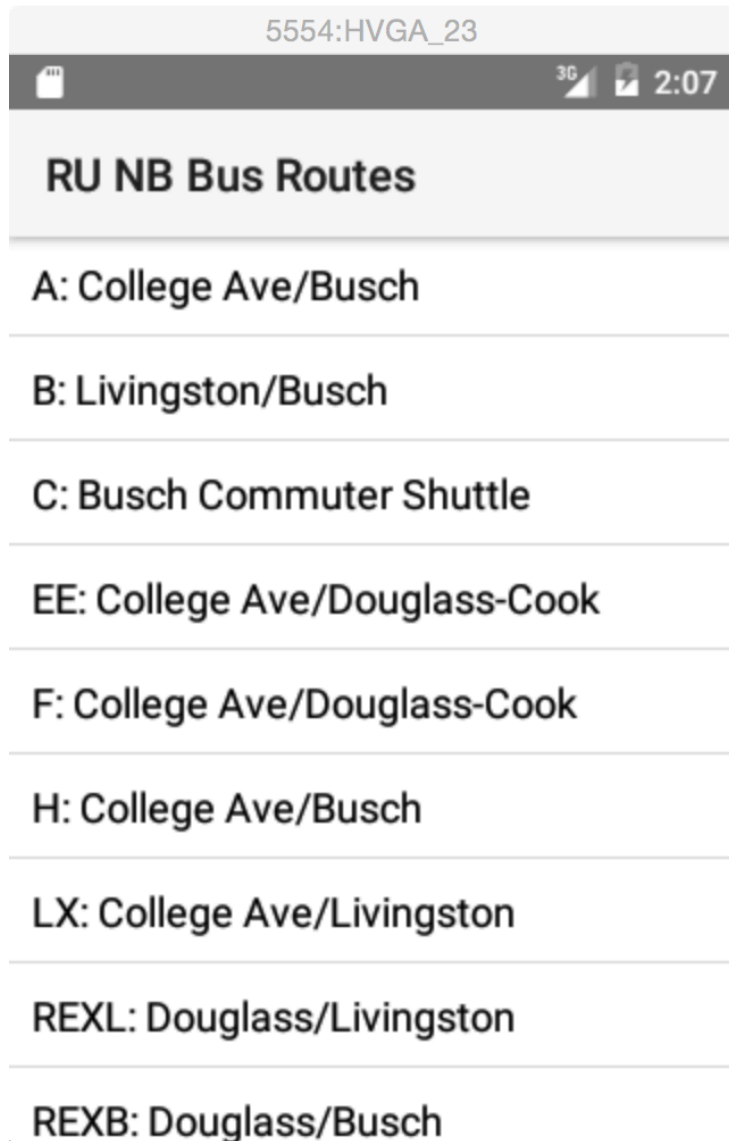 5554:HVGA_23
3G 2:07
RU NB Bus Routes
A: College Ave/Busch
B: Livingston/Busch
C: Busch Commuter Shuttle
EE: College Ave/Douglass-Cook
F: College Ave/Douglass-Cook
H: College Ave/Busch
LX: College Ave/Livingston
REXL: Douglass/Livingston
REXB: Douglass/Busch